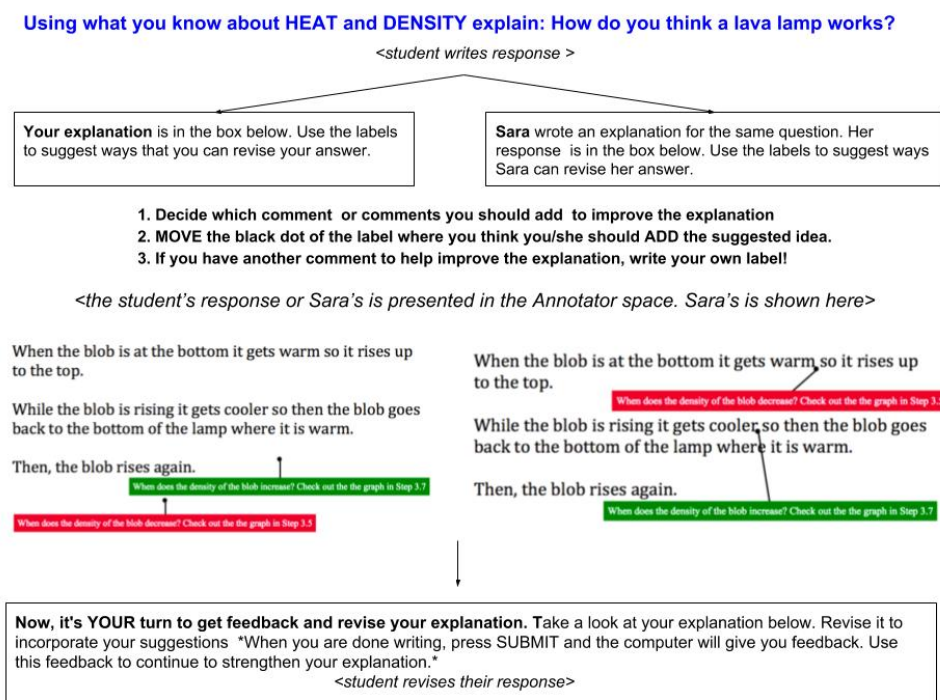 Using what you know about HEAT and DENSITY explain: How do you think a lava lamp works?
<student writes response >
Your explanation is in the box below. Use the labels
to suggest ways that you can revise your answer.
Sara wrote an explanation for the same question. Her
response is in the box below. Use the labels to suggest ways
Sara can revise her answer.
1. Decide which comment or comments you should add to improve the explanation
2. MOVE the black dot of the label where you think you/she should ADD the suggested idea.
3. If you have another comment to help improve the explanation, write your own label!
<the student's response or Sara's is presented in the Annotator space. Sara's is shown here>
When the blob is at the bottom it gets warm so it rises up
to the top.
While the blob is rising it gets cooler so then the blob goes
back to the bottom of the lamp where it is warm.
Then, the blob rises again.
When does the density of the blob increase? Check out the the graph in Step 3.7
When does the density of the blob decrease? Check out the the graph in Step 3.5
When the blob is at the bottom it gets warm so it rises up
to the top.
When does the density of the blob decrease? Check out the the graph in Step 3.
While the blob is rising it gets cooler so then the blob goes
back to the bottom of the lamp where it is warm.
Then, the blob rises again.
When does the density of the blob increase? Check out the the graph in Step 3.7
Now, it's YOUR turn to get feedback and revise your explanation. Take a look at your explanation below. Revise it to
incorporate your suggestions *When you are done writing, press SUBMIT and the computer will give you feedback. Use
this feedback to continue to strengthen your explanation.*
<student revises their response>